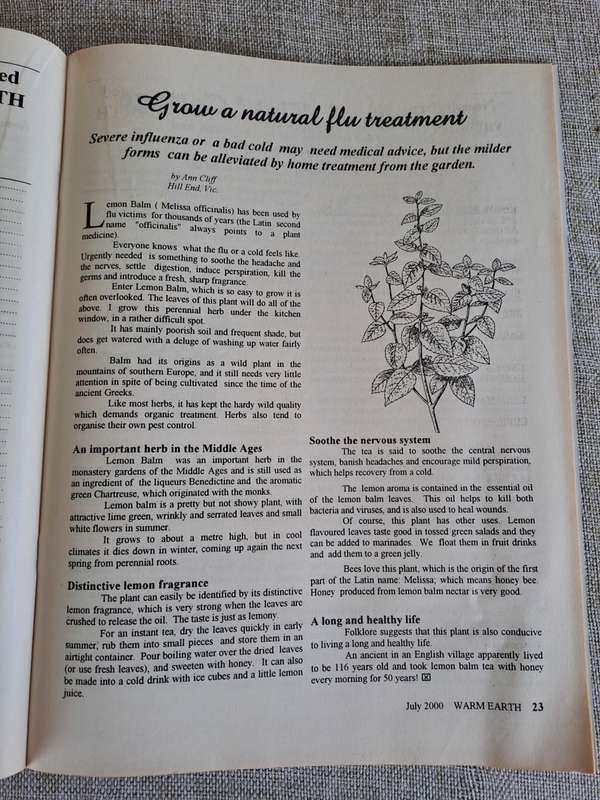 ed
TH
Grow a natural flu treatment
Severe influenza or a bad cold may need medical advice, but the milder
forms can be alleviated by home treatment from the garden.
by Ann Cliff
Hill End, Vic.
Lemon Balm ( Melissa officinalis) has been used by
flu victims for thousands of years (the Latin second
name "officinalis" always points to a plant
medicine).
Everyone knows what the flu or a cold feels like.
Urgently needed is something to soothe the headache and
the nerves, settle digestion, induce perspiration, kill the
germs and introduce a fresh, sharp fragrance.
Enter Lemon Balm, which is so easy to grow it is
often overlooked. The leaves of this plant will do all of the
above. I grow this perennial herb under the kitchen
window, in a rather difficult spot.
It has mainly poorish soil and frequent shade, but
does get watered with a deluge of washing up water fairly
often.
Balm had its origins as a wild plant in the
mountains of southern Europe, and it still needs very little
attention in spite of being cultivated since the time of the
ancient Greeks.
Like most herbs, it has kept the hardy wild quality
which demands organic treatment. Herbs also tend to
organise their own pest control.
An important herb in the Middle Ages
Lemon Balm was an important herb in the
monastery gardens of the Middle Ages and is still used as
an ingredient of the liqueurs Benedictine and the aromatic
green Chartreuse, which originated with the monks.
Lemon balm is a pretty but not showy plant, with
attractive lime green, wrinkly and serrated leaves and small
white flowers in summer.
It grows to about a metre high, but in cool
climates it dies down in winter, coming up again the next
spring from perennial roots.
Distinctive lemon fragrance
The plant can easily be identified by its distinctive
lemon fragrance, which is very strong when the leaves are
crushed to release the oil. The taste is just as lemony.
For an instant tea, dry the leaves quickly in early
summer, rub them into small pieces and store them in an
airtight container. Pour boiling water over the dried leaves
(or use fresh leaves), and sweeten with honey. It can also
be made into a cold drink with ice cubes and a little lemon
juice.
Soothe the nervous system
The tea is said to soothe the central nervous
system, banish headaches and encourage mild perspiration,
which helps recovery from a cold.
The lemon aroma is contained in the essential oil
of the lemon balm leaves. This oil helps to kill both
bacteria and viruses, and is also used to heal wounds.
Of course, this plant has other uses. Lemon
flavoured leaves taste good in tossed green salads and they
can be added to marinades. We float them in fruit drinks
and add them to a green jelly.
Bees love this plant, which is the origin of the first
part of the Latin name: Melissa; which means honey bee.
Honey produced from lemon balm nectar is very good.
A long and healthy life
Folklore suggests that this plant is also conducive
to living a long and healthy life.
An ancient in an English village apparently lived
to be 116 years old and took lemon balm tea with honey
every morning for 50 years!
July 2000 WARM EARTH 23